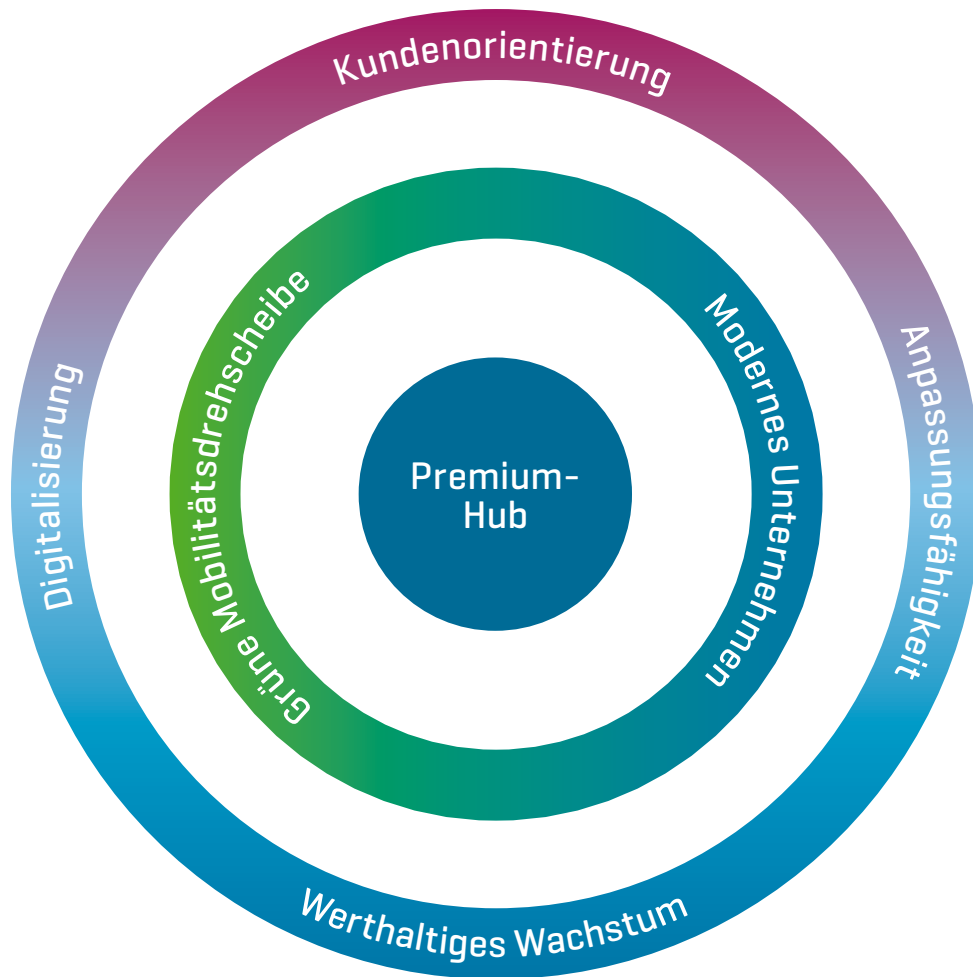 Kundenorientierung
Grüne Mobilitätsdrehscheibe
Modernes Unternehmen
Anpassungsfähigkeit
Digitalisierung
Premium-
Hub
Werthaltiges Wachstum